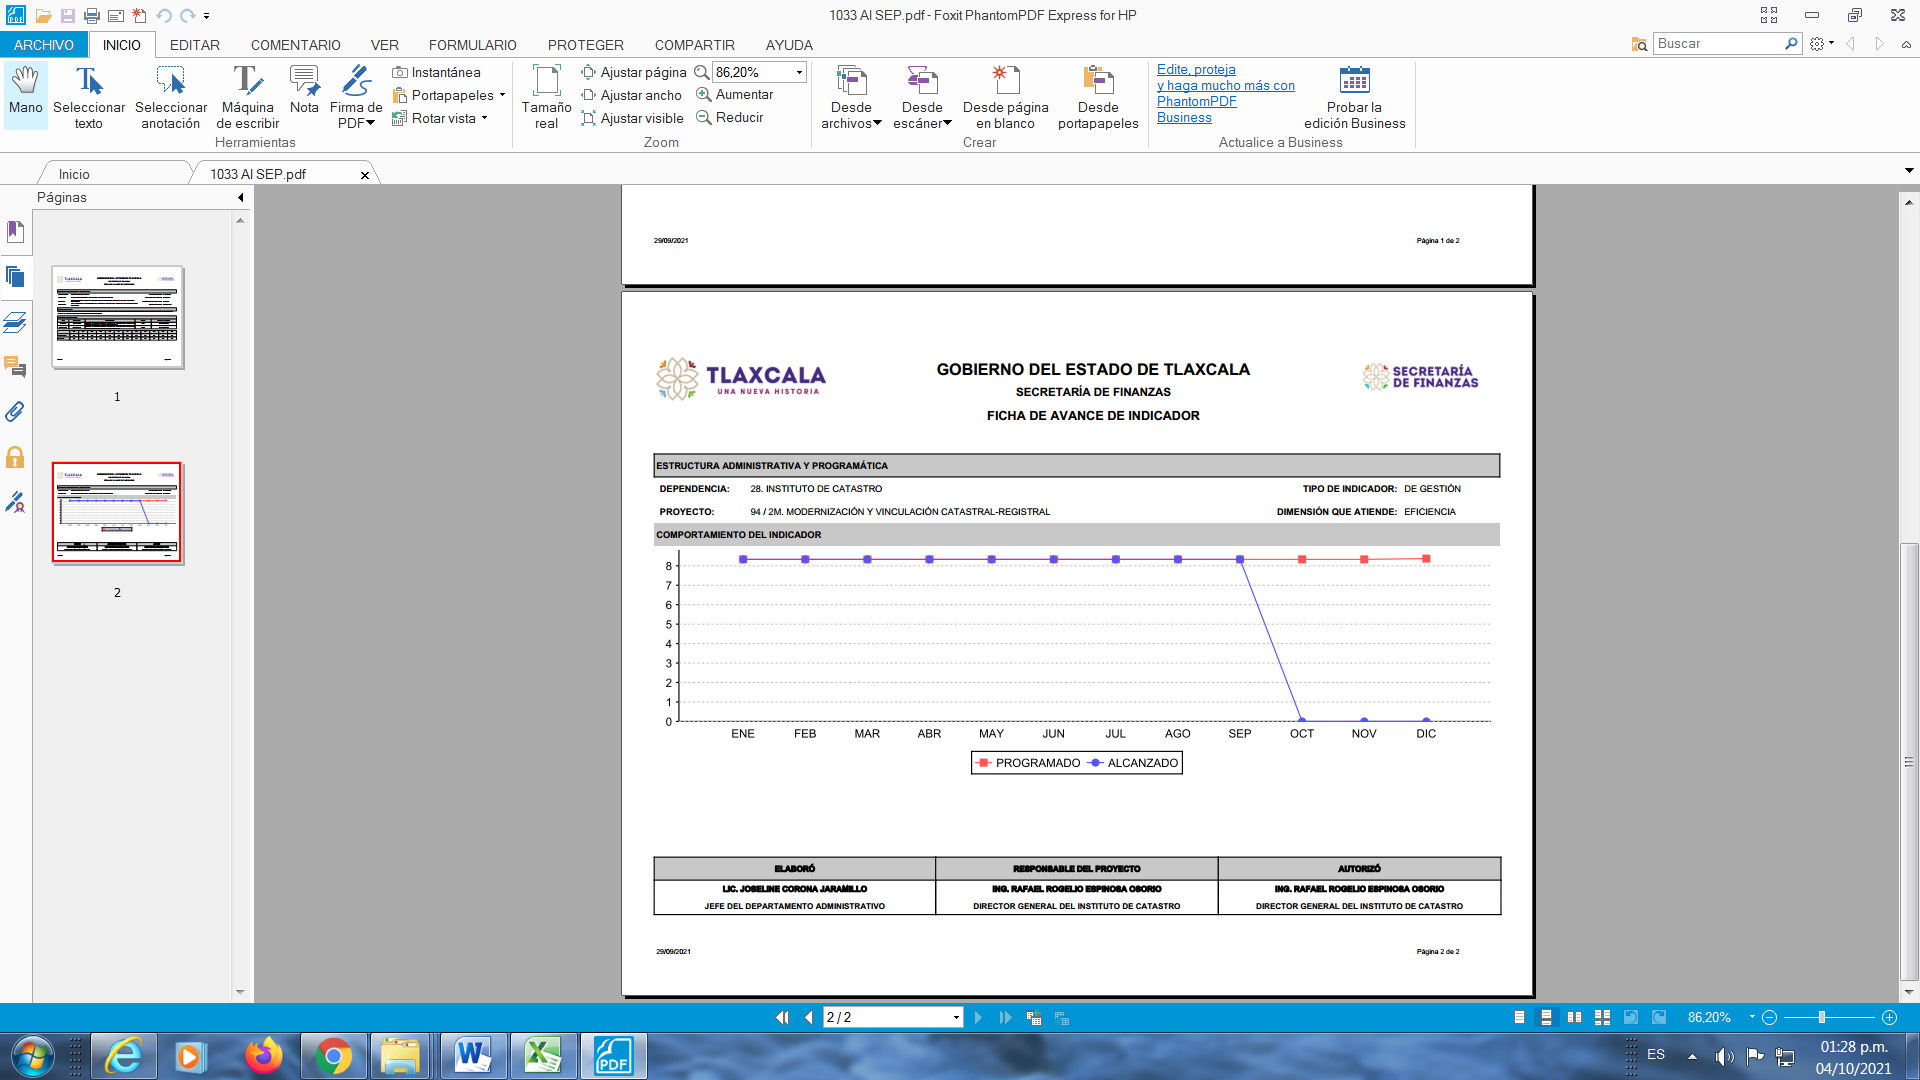 1033 AI SEP.pdf - Foxit PhantomPDF Express for HP
ARCHIVO INICIO EDITAR COMENTARIO VER FORMULARIO PROTEGER COMPARTIR AYUDA
Buscar
Mano
Seleccionar texto
Seleccionar anotación
Máquina de escribir
Nota
Firma de PDF
Instantánea
Portapapeles
Rotar vista
Herramientas
Tamaño real
Ajustar página
Ajustar ancho
Ajustar visible
86,20%
Aumentar
Reducir
Zoom
Desde archivos
Desde escáner
Desde página en blanco
Desde portapapeles
Crear
Edite, proteja
y haga mucho más con
PhantomPDF
Business
Probar la edición Business
Actualice a Business
Inicio
1033 AI SEP.pdf
Páginas
1
2
29/09/2021 Página 1 de 2
TLAXCALA
UNA NUEVA HISTORIA
GOBIERNO DEL ESTADO DE TLAXCALA
SECRETARÍA DE FINANZAS
FICHA DE AVANCE DE INDICADOR
SECRETARÍA
DE FINANZAS
ESTRUCTURA ADMINISTRATIVA Y PROGRAMÁTICA
DEPENDENCIA: 28. INSTITUTO DE CATASTRO TIPO DE INDICADOR: DE GESTIÓN
PROYECTO: 94 / 2M. MODERNIZACIÓN Y VINCULACIÓN CATASTRAL-REGISTRAL DIMENSIÓN QUE ATIENDE: EFICIENCIA
COMPORTAMIENTO DEL INDICADOR
8
7
6
5
4
3
2
1
0
ENE FEB MAR ABR MAY JUN JUL AGO SEP OCT NOV DIC
PROGRAMADO ALCANZADO
ELABORÓ RESPONSABLE DEL PROYECTO AUTORIZÓ
LIC. JOSELINE CORONA JARAMILLO ING. RAFAEL ROGELIO ESPINOSA OSORIO ING. RAFAEL ROGELIO ESPINOSA OSORIO
JEFE DEL DEPARTAMENTO ADMINISTRATIVO DIRECTOR GENERAL DEL INSTITUTO DE CATASTRO DIRECTOR GENERAL DEL INSTITUTO DE CATASTRO
29/09/2021 Página 2 de 2
2 / 2
86,20%
ES
01:28 p.m.
04/10/2021